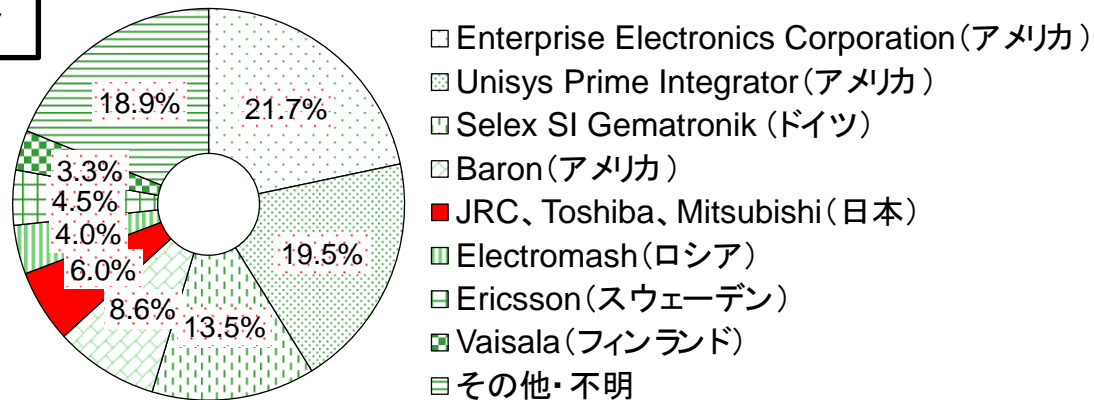 Enterprise Electronics Corporation(アメリカ)
Unisys Prime Integrator(アメリカ)
Selex SI Gematronik (ドイツ)
Baron(アメリカ)
JRC、Toshiba、Mitsubishi(日本)
Electromash(ロシア)
Ericsson(スウェーデン)
Vaisala(フィンランド)
その他・不明
21.7%
19.5%
13.5%
8.6%
6.0%
4.0%
4.5%
3.3%
18.9%